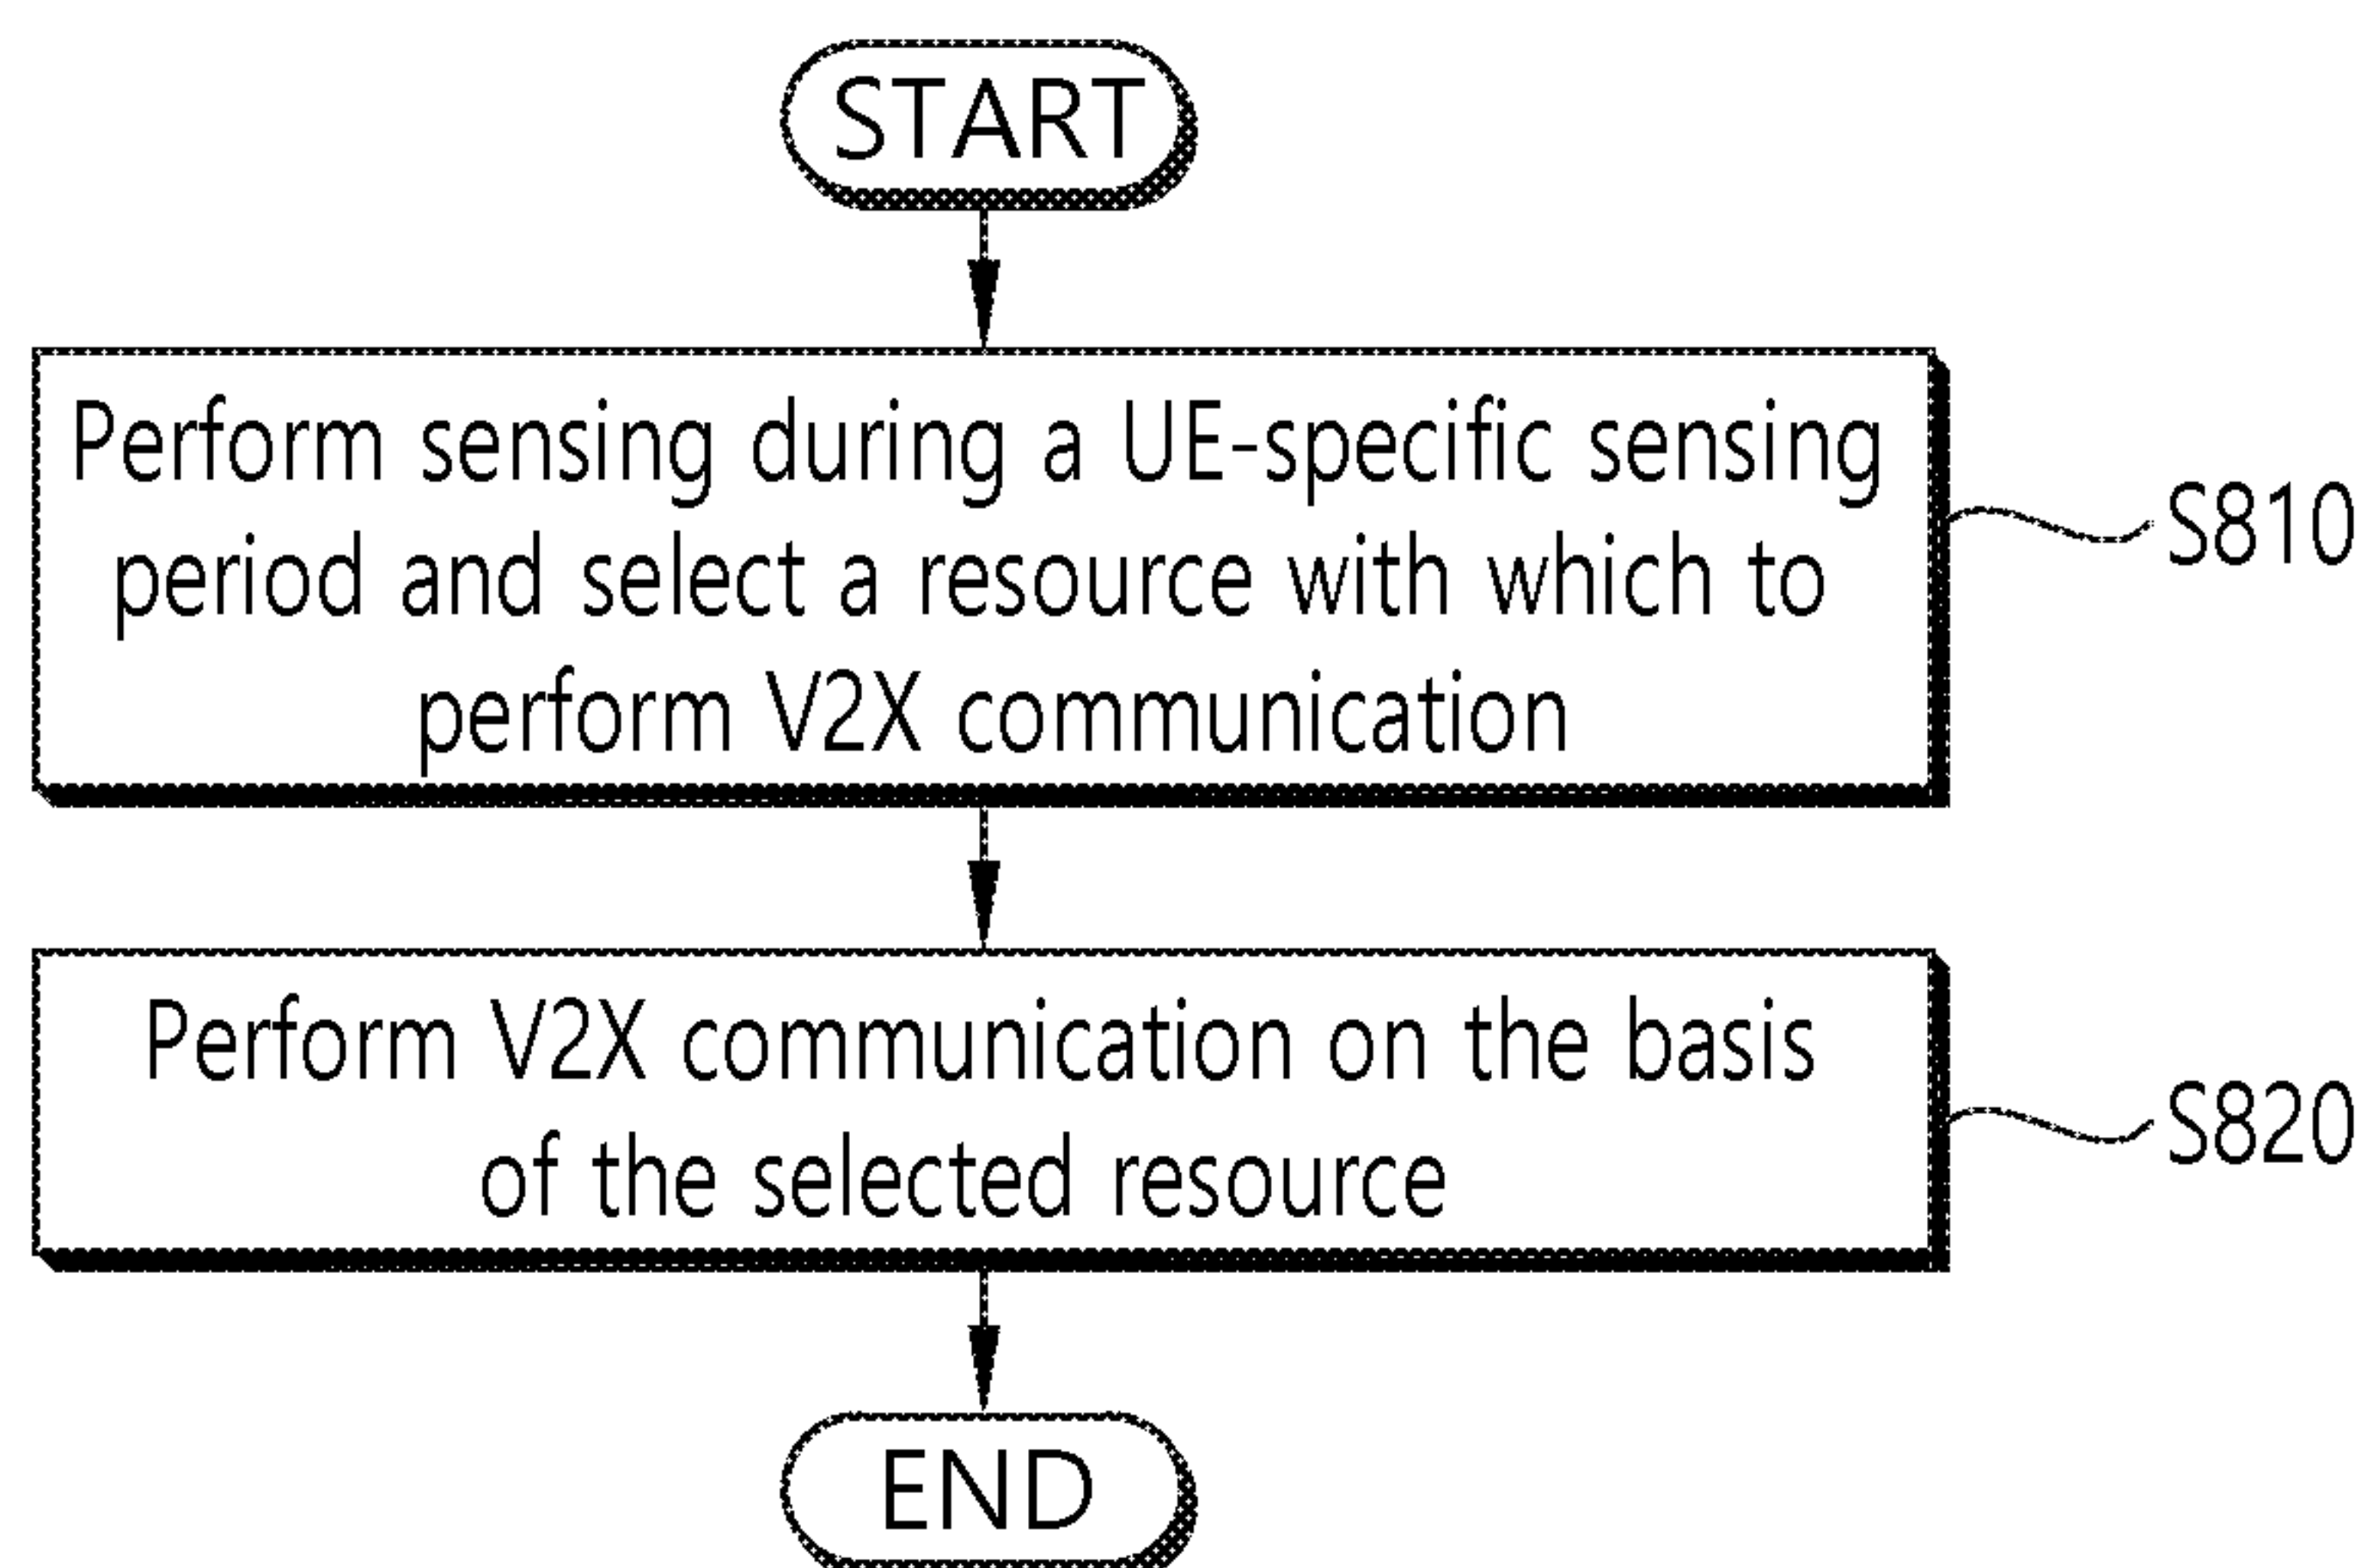 START
Perform sensing during a UE-specific sensing
period and select a resource with which to
perform V2X communication
S810
Perform V2X communication on the basis
of the selected resource
S820
END